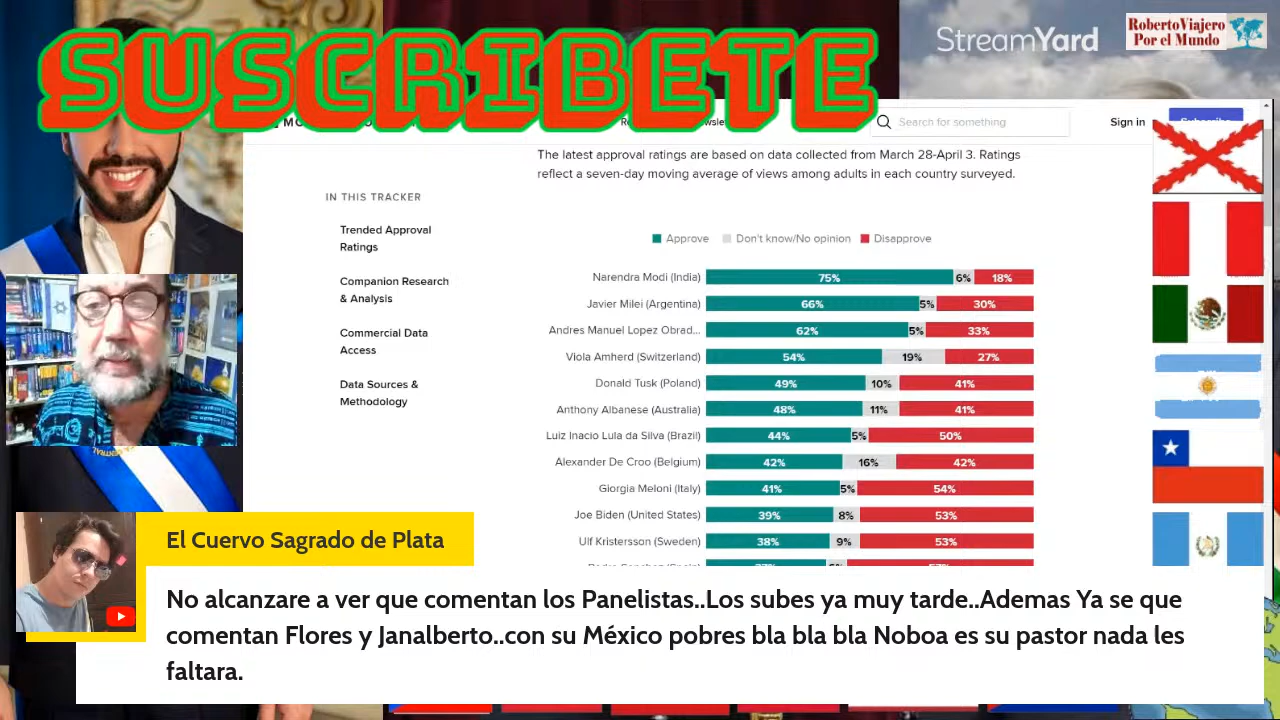 SUSCRIBETE
StreamYard
RobertoViajero
Por el Mundo
Search for something
Sign in
Subscribe
The latest approval ratings are based on data collected from March 28-April 3. Ratings
reflect a seven-day moving average of views among adults in each country surveyed.
IN THIS TRACKER
Trended Approval
Ratings
Companion Research
& Analysis
Commercial Data
Access
Data Sources &
Methodology
Approve Don't know/No opinion Disapprove
Narendra Modi (India) 75% 6% 18%
Javier Milei (Argentina) 66% 5% 30%
Andres Manuel Lopez Obrad... 62% 5% 33%
Viola Amherd (Switzerland) 54% 19% 27%
Donald Tusk (Poland) 49% 10% 41%
Anthony Albanese (Australia) 48% 11% 41%
Luiz Inacio Lula da Silva (Brazil) 44% 5% 50%
Alexander De Croo (Belgium) 42% 16% 42%
Giorgia Meloni (Italy) 41% 5% 54%
Joe Biden (United States) 39% 8% 53%
Ulf Kristersson (Sweden) 38% 9% 53%
El Cuervo Sagrado de Plata
No alcanzare a ver que comentan los Panelistas..Los subes ya muy tarde..Ademas Ya se que
comentan Flores y Janalberto..con su México pobres bla bla bla Noboa es su pastor nada les
faltara.